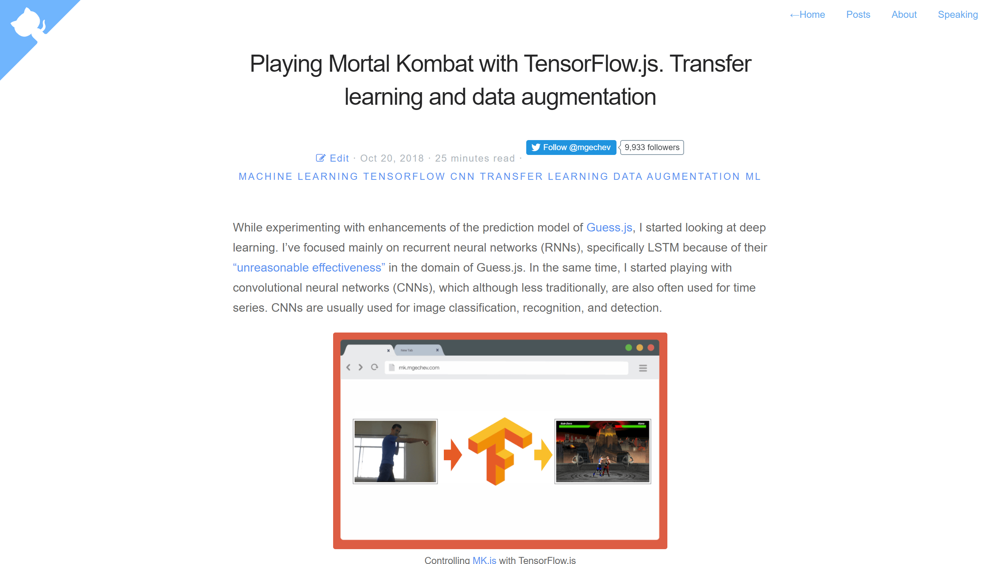 ←Home Posts About Speaking
Playing Mortal Kombat with TensorFlow.js. Transfer
learning and data augmentation
Follow @mgechev 9,933 followers
Edit · Oct 20, 2018 · 25 minutes read ·
MACHINE LEARNING TENSORFLOW CNN TRANSFER LEARNING DATA AUGMENTATION ML
While experimenting with enhancements of the prediction model of Guess.js, I started looking at deep
learning. I’ve focused mainly on recurrent neural networks (RNNs), specifically LSTM because of their
“unreasonable effectiveness” in the domain of Guess.js. In the same time, I started playing with
convolutional neural networks (CNNs), which although less traditionally, are also often used for time
series. CNNs are usually used for image classification, recognition, and detection.
New Tab
mk.mgechev.com
Sub-Zero Kano
Controlling MK.js with TensorFlow.js